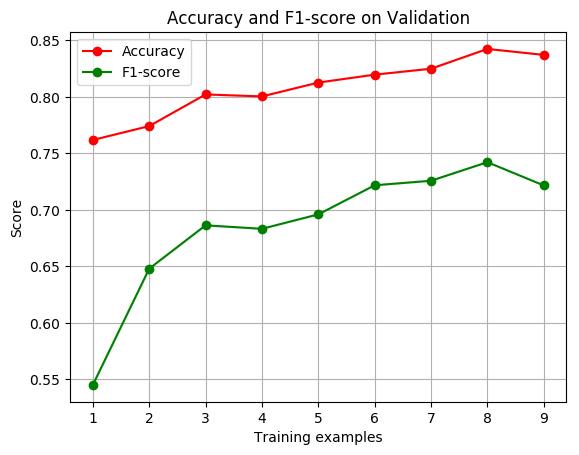 Accuracy and F1-score on Validation
Accuracy
F1-score
0.85
0.80
0.75
0.70
0.65
0.60
0.55
Score
1 2 3 4 5 6 7 8 9
Training examples